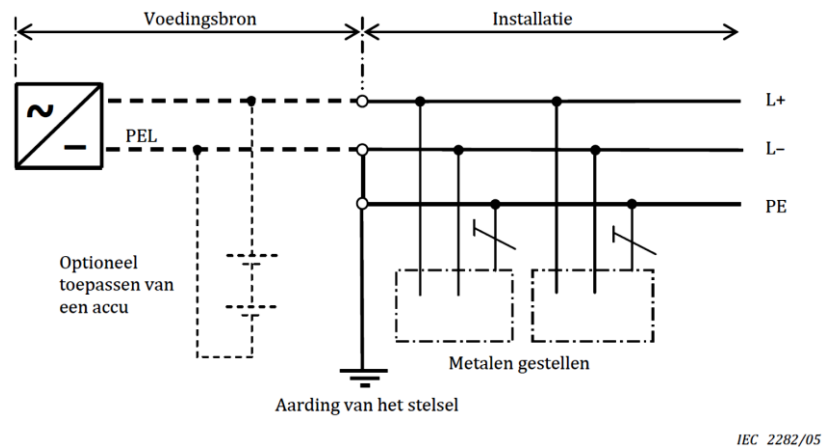 Voedingsbron
Installatie
L+
PEL
L−
PE
Optioneel
toepassen van
een accu
Metalen gestellen
Aarding van het stelsel
IEC 2282/05